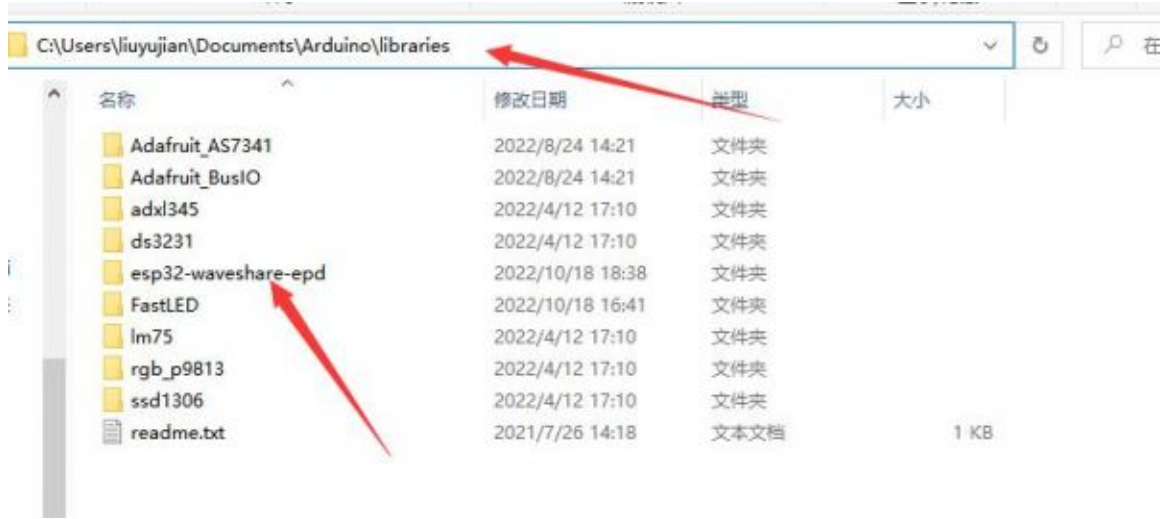 C:\Users\liuyujian\Documents\Arduino\libraries 在
名称 修改日期 类型 大小
Adafruit_AS7341 2022/8/24 14:21 文件夹
Adafruit_BusIO 2022/8/24 14:21 文件夹
adxl345 2022/4/12 17:10 文件夹
ds3231 2022/4/12 17:10 文件夹
esp32-waveshare-epd 2022/10/18 18:38 文件夹
FastLED 2022/10/18 16:41 文件夹
lm75 2022/4/12 17:10 文件夹
rgb_p9813 2022/4/12 17:10 文件夹
ssd1306 2022/4/12 17:10 文件夹
readme.txt 2021/7/26 14:18 文本文档 1 KB